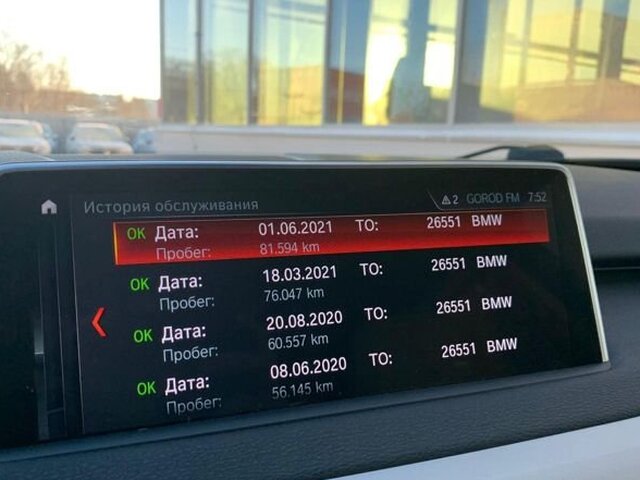 История обслуживания 2 GOROD FM 7:52
OK Дата: 01.06.2021 ТО: 26551 BMW
Пробег: 81.594 km
OK Дата: 18.03.2021 ТО: 26551 BMW
Пробег: 76.047 km
OK Дата: 20.08.2020 ТО: 26551 BMW
Пробег: 60.557 km
OK Дата: 08.06.2020 ТО: 26551 BMW
Пробег: 56.145 km